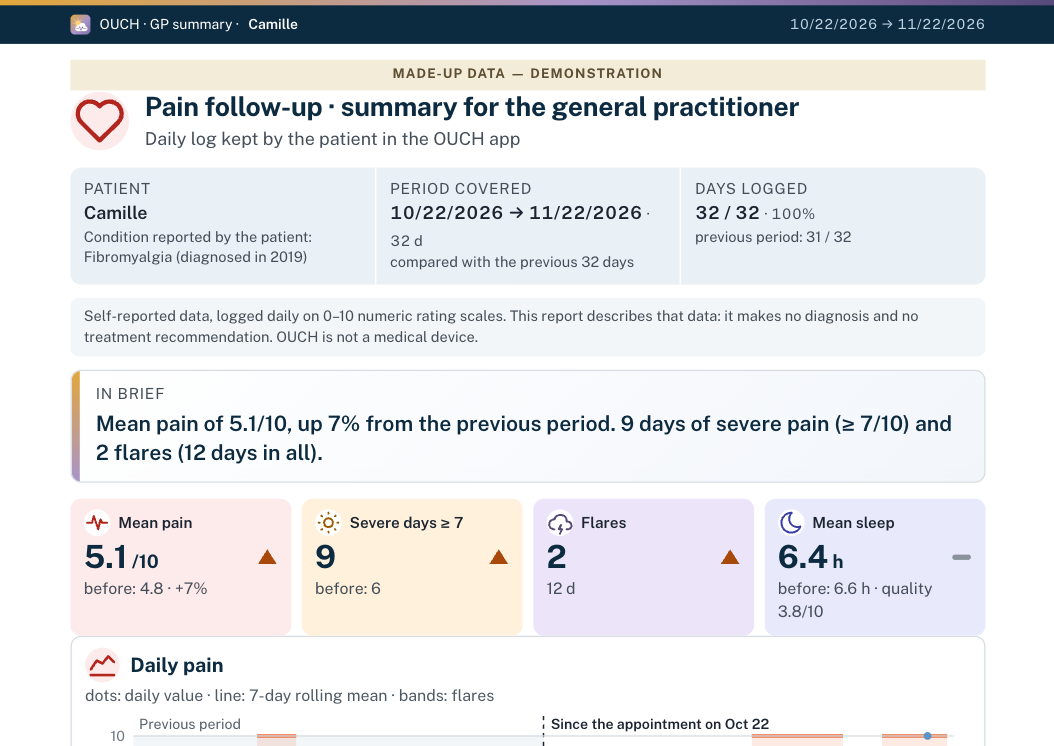 OUCH · GP summary · Camille
10/22/2026 → 11/22/2026
MADE-UP DATA — DEMONSTRATION
Pain follow-up · summary for the general practitioner
Daily log kept by the patient in the OUCH app
PATIENT
Camille
Condition reported by the patient:
Fibromyalgia (diagnosed in 2019)
PERIOD COVERED
10/22/2026 → 11/22/2026 ·
32 d
compared with the previous 32 days
DAYS LOGGED
32 / 32 · 100%
previous period: 31 / 32
Self-reported data, logged daily on 0–10 numeric rating scales. This report describes that data: it makes no diagnosis and no
treatment recommendation. OUCH is not a medical device.
IN BRIEF
Mean pain of 5.1/10, up 7% from the previous period. 9 days of severe pain (≥ 7/10) and
2 flares (12 days in all).
Mean pain
5.1 /10
before: 4.8 · +7%
Severe days ≥ 7
9
before: 6
Flares
2
12 d
Mean sleep
6.4 h
before: 6.6 h · quality
3.8/10
Daily pain
dots: daily value · line: 7-day rolling mean · bands: flares
Previous period
Since the appointment on Oct 22
10